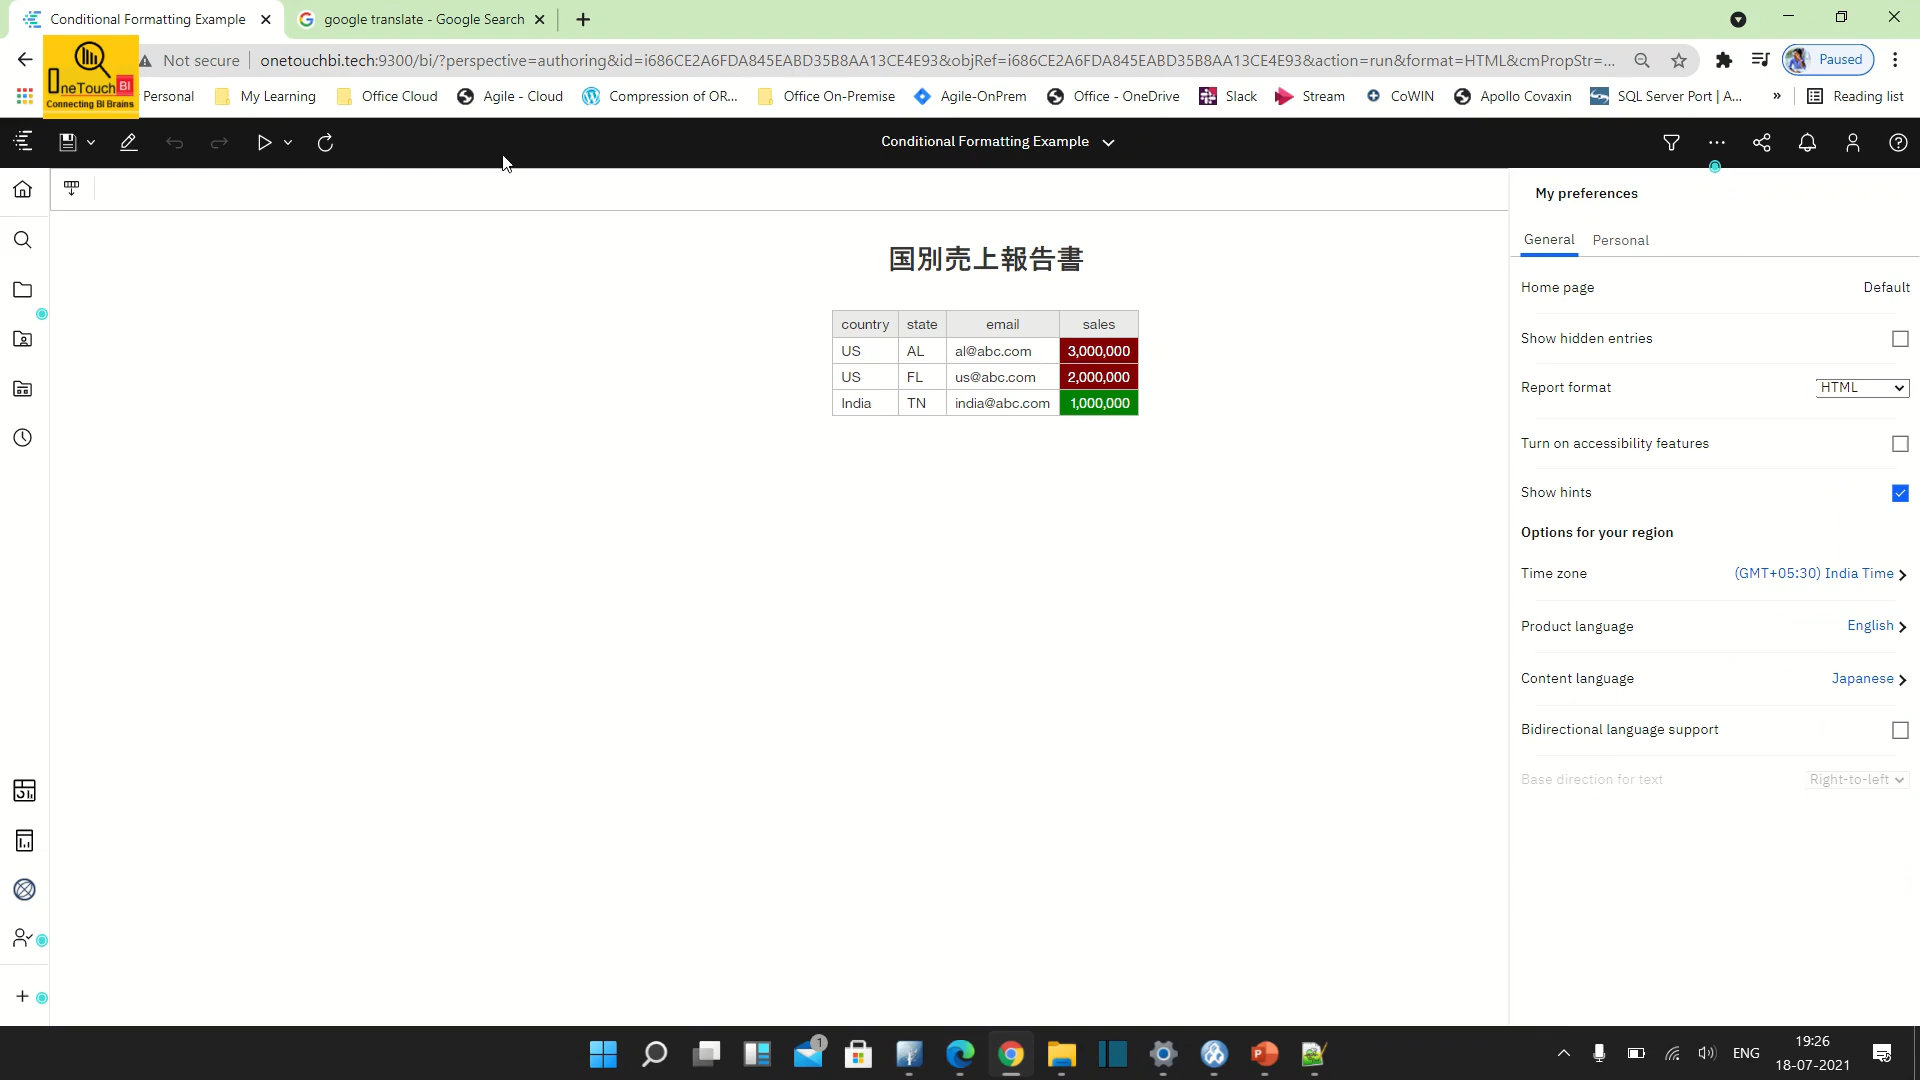 Conditional Formatting Example
google translate - Google Search
Not secure
onetouchbi.tech:9300/bi/?perspective=authoring&id=i686CE2A6FDA845EABD35B8AA13CE4E93&objRef=i686CE2A6FDA845EABD35B8AA13CE4E93&action=run&format=HTML&cmPropStr=...
Paused
OneTouch BI
Connecting BI Brains
Personal
My Learning
Office Cloud
Agile - Cloud
Compression of OR...
Office On-Premise
Agile-OnPrem
Office - OneDrive
Slack
Stream
CoWIN
Apollo Covaxin
SQL Server Port | A...
»
Reading list
Conditional Formatting Example
国別売上報告書
country state email sales
US AL al@abc.com 3,000,000
US FL us@abc.com 2,000,000
India TN india@abc.com 1,000,000
My preferences
General Personal
Home page Default
Show hidden entries
Report format HTML
Turn on accessibility features
Show hints
Options for your region
Time zone (GMT+05:30) India Time
Product language English
Content language Japanese
Bidirectional language support
Base direction for text Right-to-left
1
ENG
19:26
18-07-2021